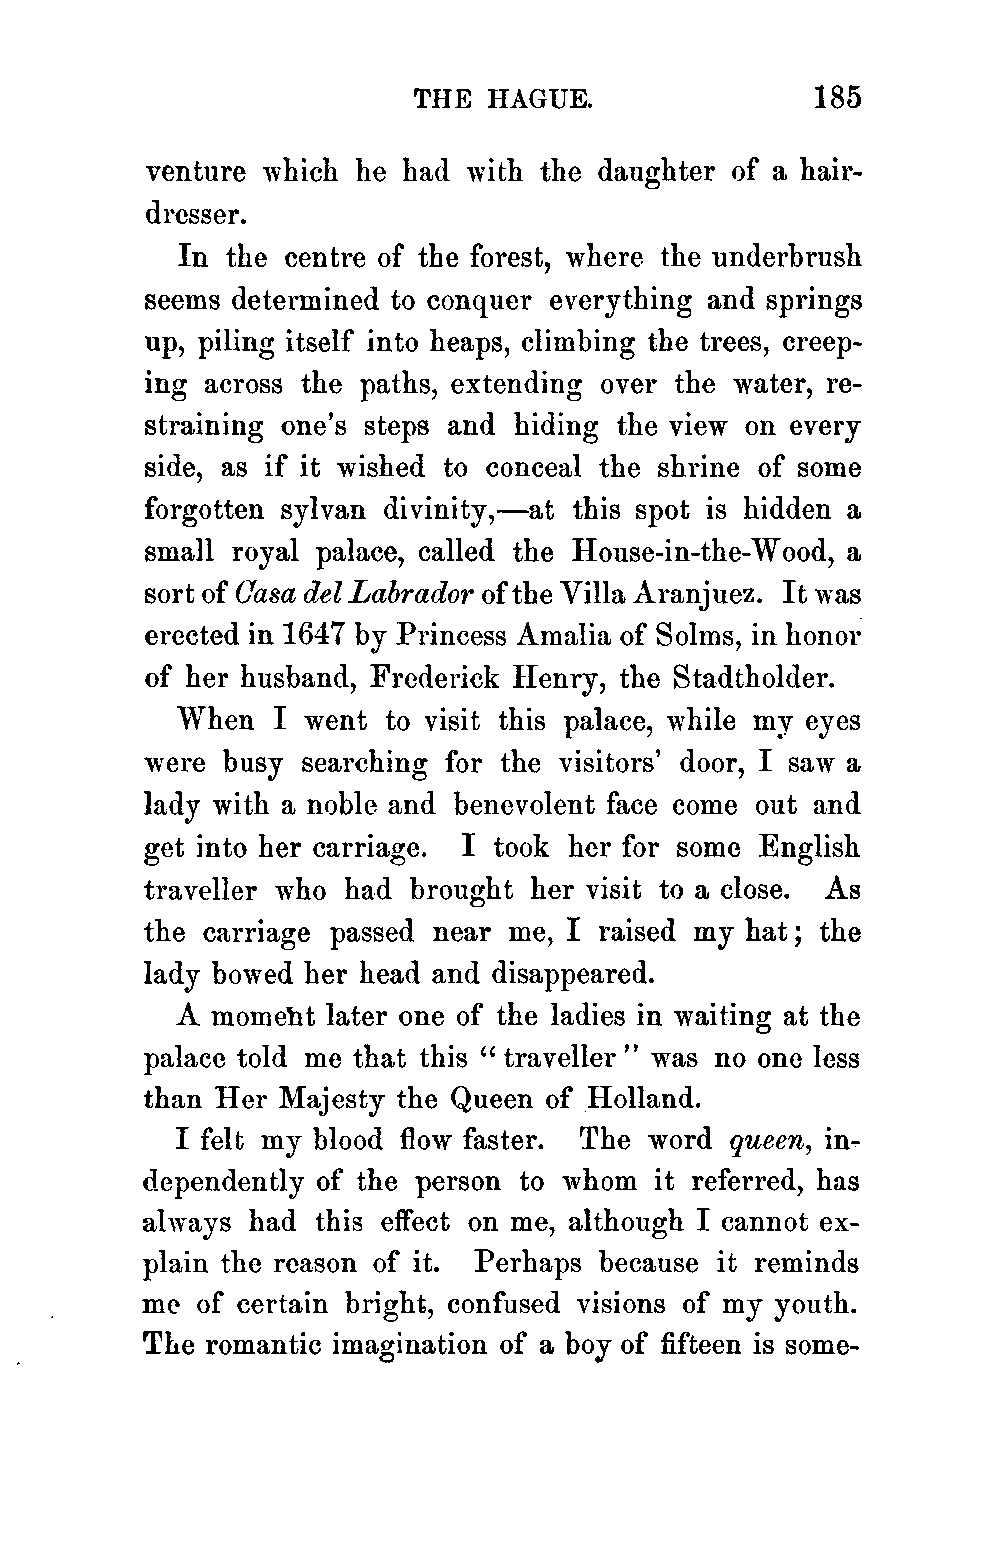 THE HAGUE. 185
venture which he had with the daughter of a hair-
dresser.
In the centre of the forest, where the underbrush
seems determined to conquer everything and springs
up, piling itself into heaps, climbing the trees, creep-
ing across the paths, extending over the water, re-
straining one's steps and hiding the view on every
side, as if it wished to conceal the shrine of some
forgotten sylvan divinity,—at this spot is hidden a
small royal palace, called the House-in-the-Wood, a
sort of Casa del Labrador of the Villa Aranjuez. It was
erected in 1647 by Princess Amalia of Solms, in honor
of her husband, Frederick Henry, the Stadtholder.
When I went to visit this palace, while my eyes
were busy searching for the visitors' door, I saw a
lady with a noble and benevolent face come out and
get into her carriage. I took her for some English
traveller who had brought her visit to a close. As
the carriage passed near me, I raised my hat; the
lady bowed her head and disappeared.
A moment later one of the ladies in waiting at the
palace told me that this “traveller” was no one less
than Her Majesty the Queen of Holland.
I felt my blood flow faster. The word queen, in-
dependently of the person to whom it referred, has
always had this effect on me, although I cannot ex-
plain the reason of it. Perhaps because it reminds
me of certain bright, confused visions of my youth.
The romantic imagination of a boy of fifteen is some-